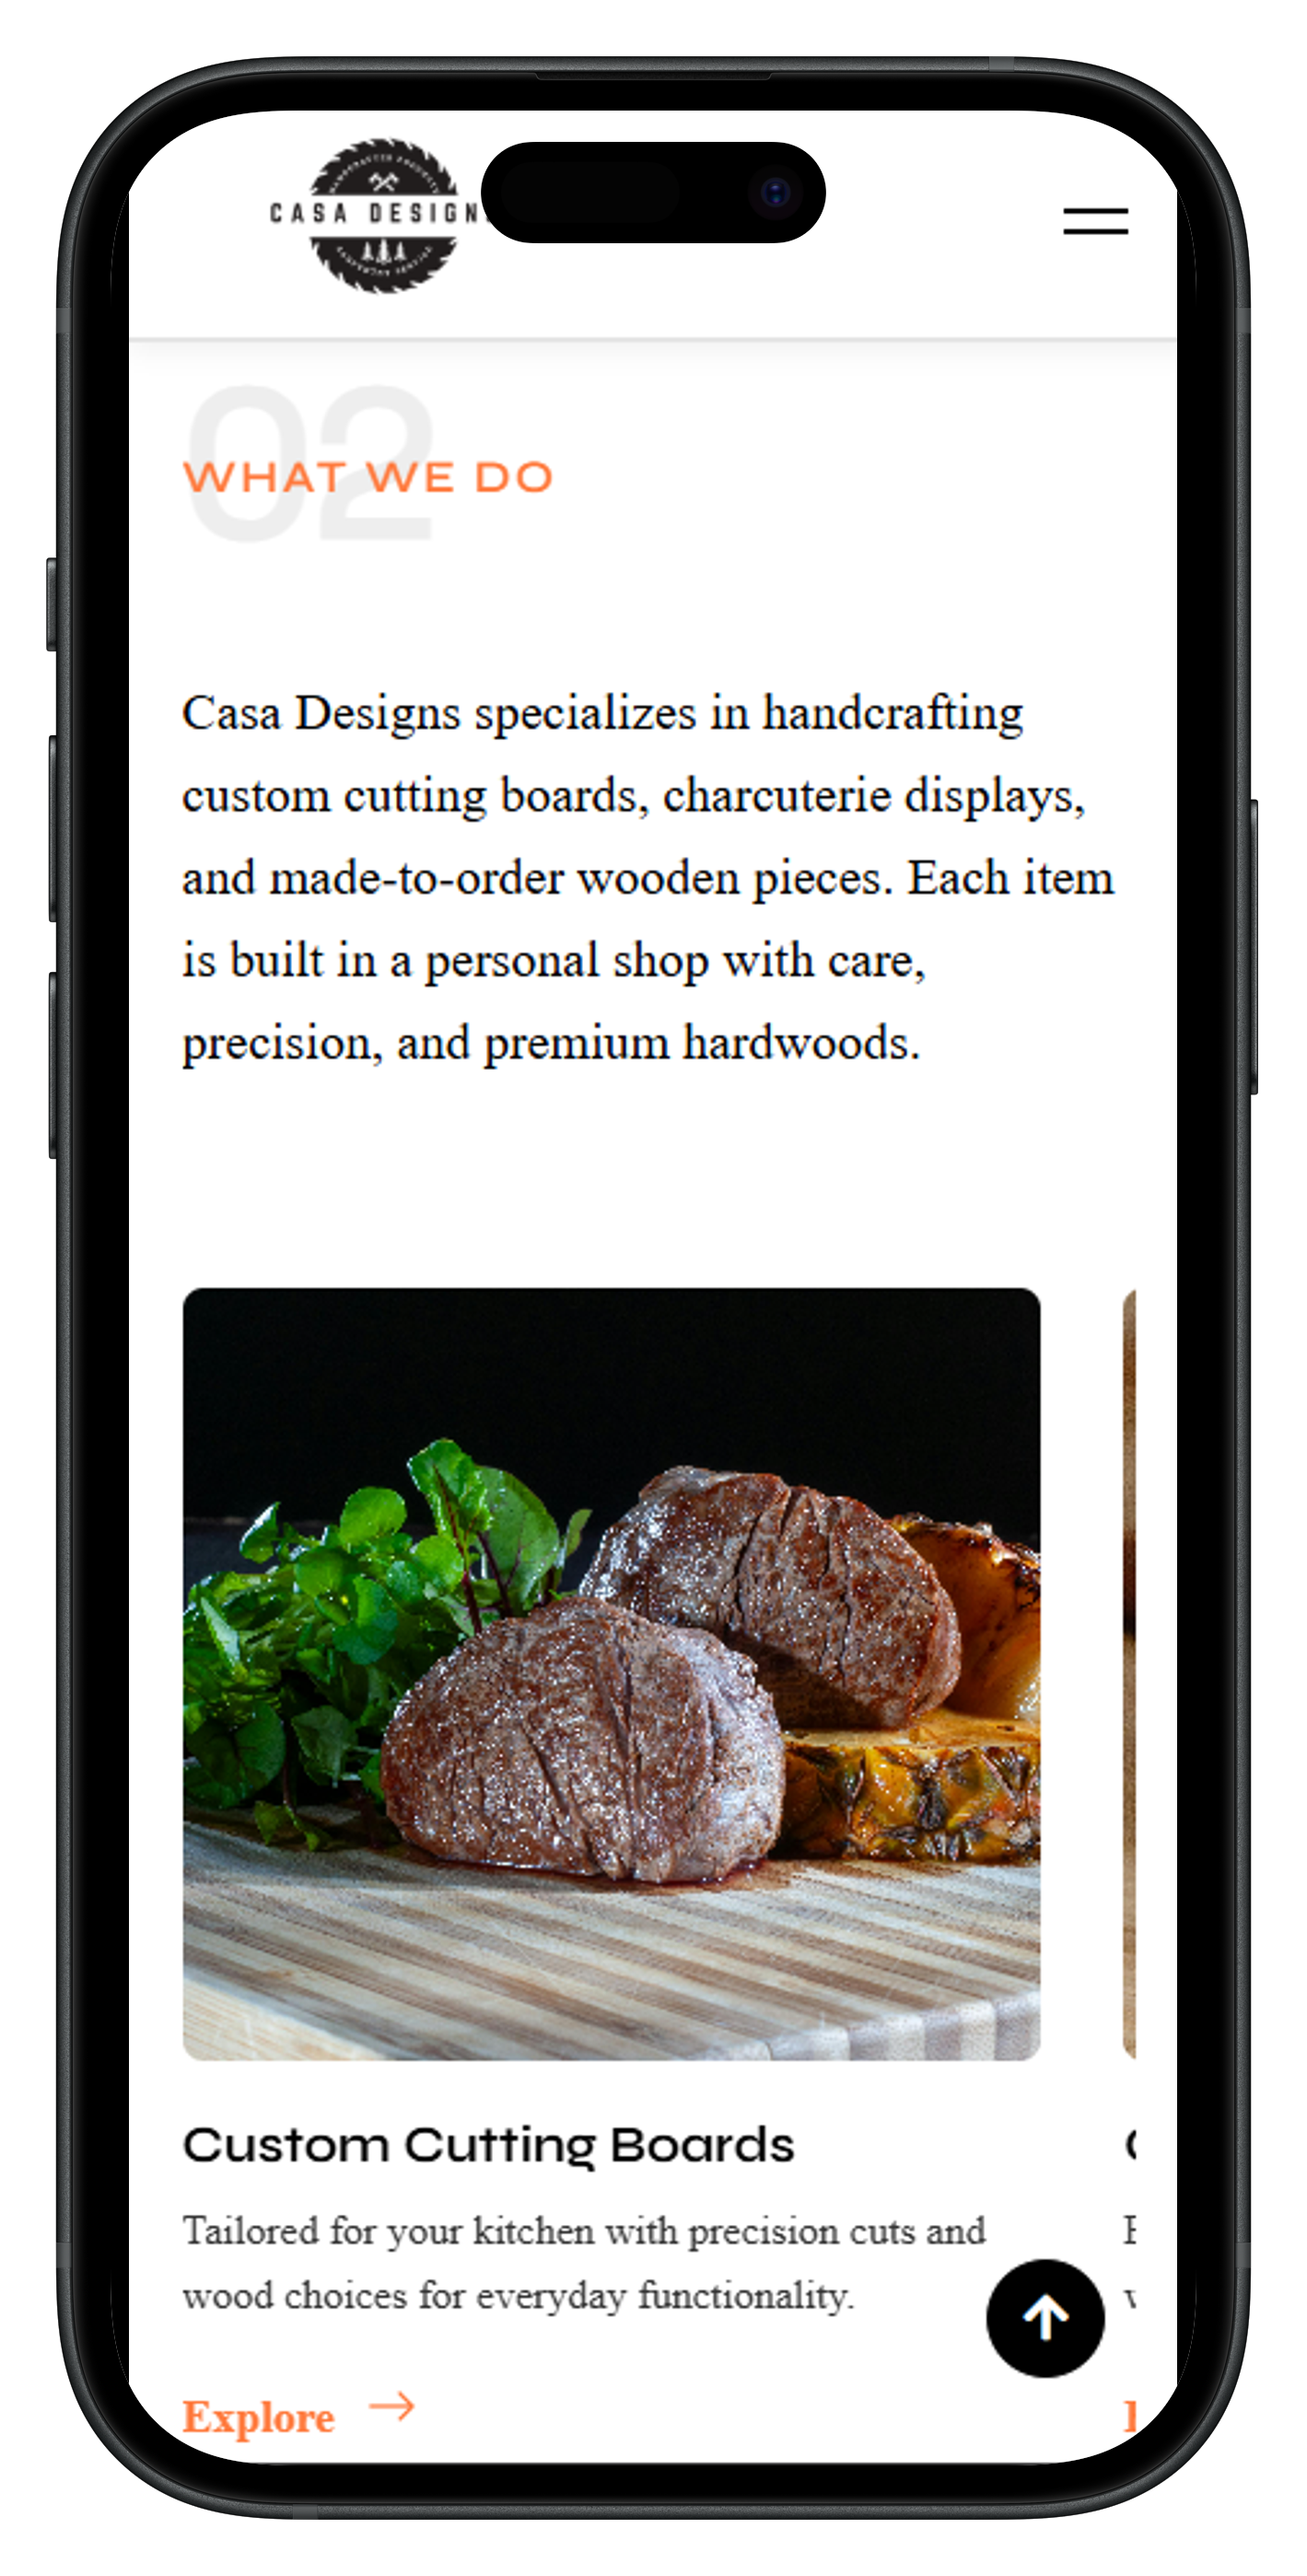 HANDCRAFTED PRODUCTS
CASA DESIGN
02
WHAT WE DO
Casa Designs specializes in handcrafting
custom cutting boards, charcuterie displays,
and made-to-order wooden pieces. Each item
is built in a personal shop with care,
precision, and premium hardwoods.
Custom Cutting Boards
Tailored for your kitchen with precision cuts and
wood choices for everyday functionality.
Explore